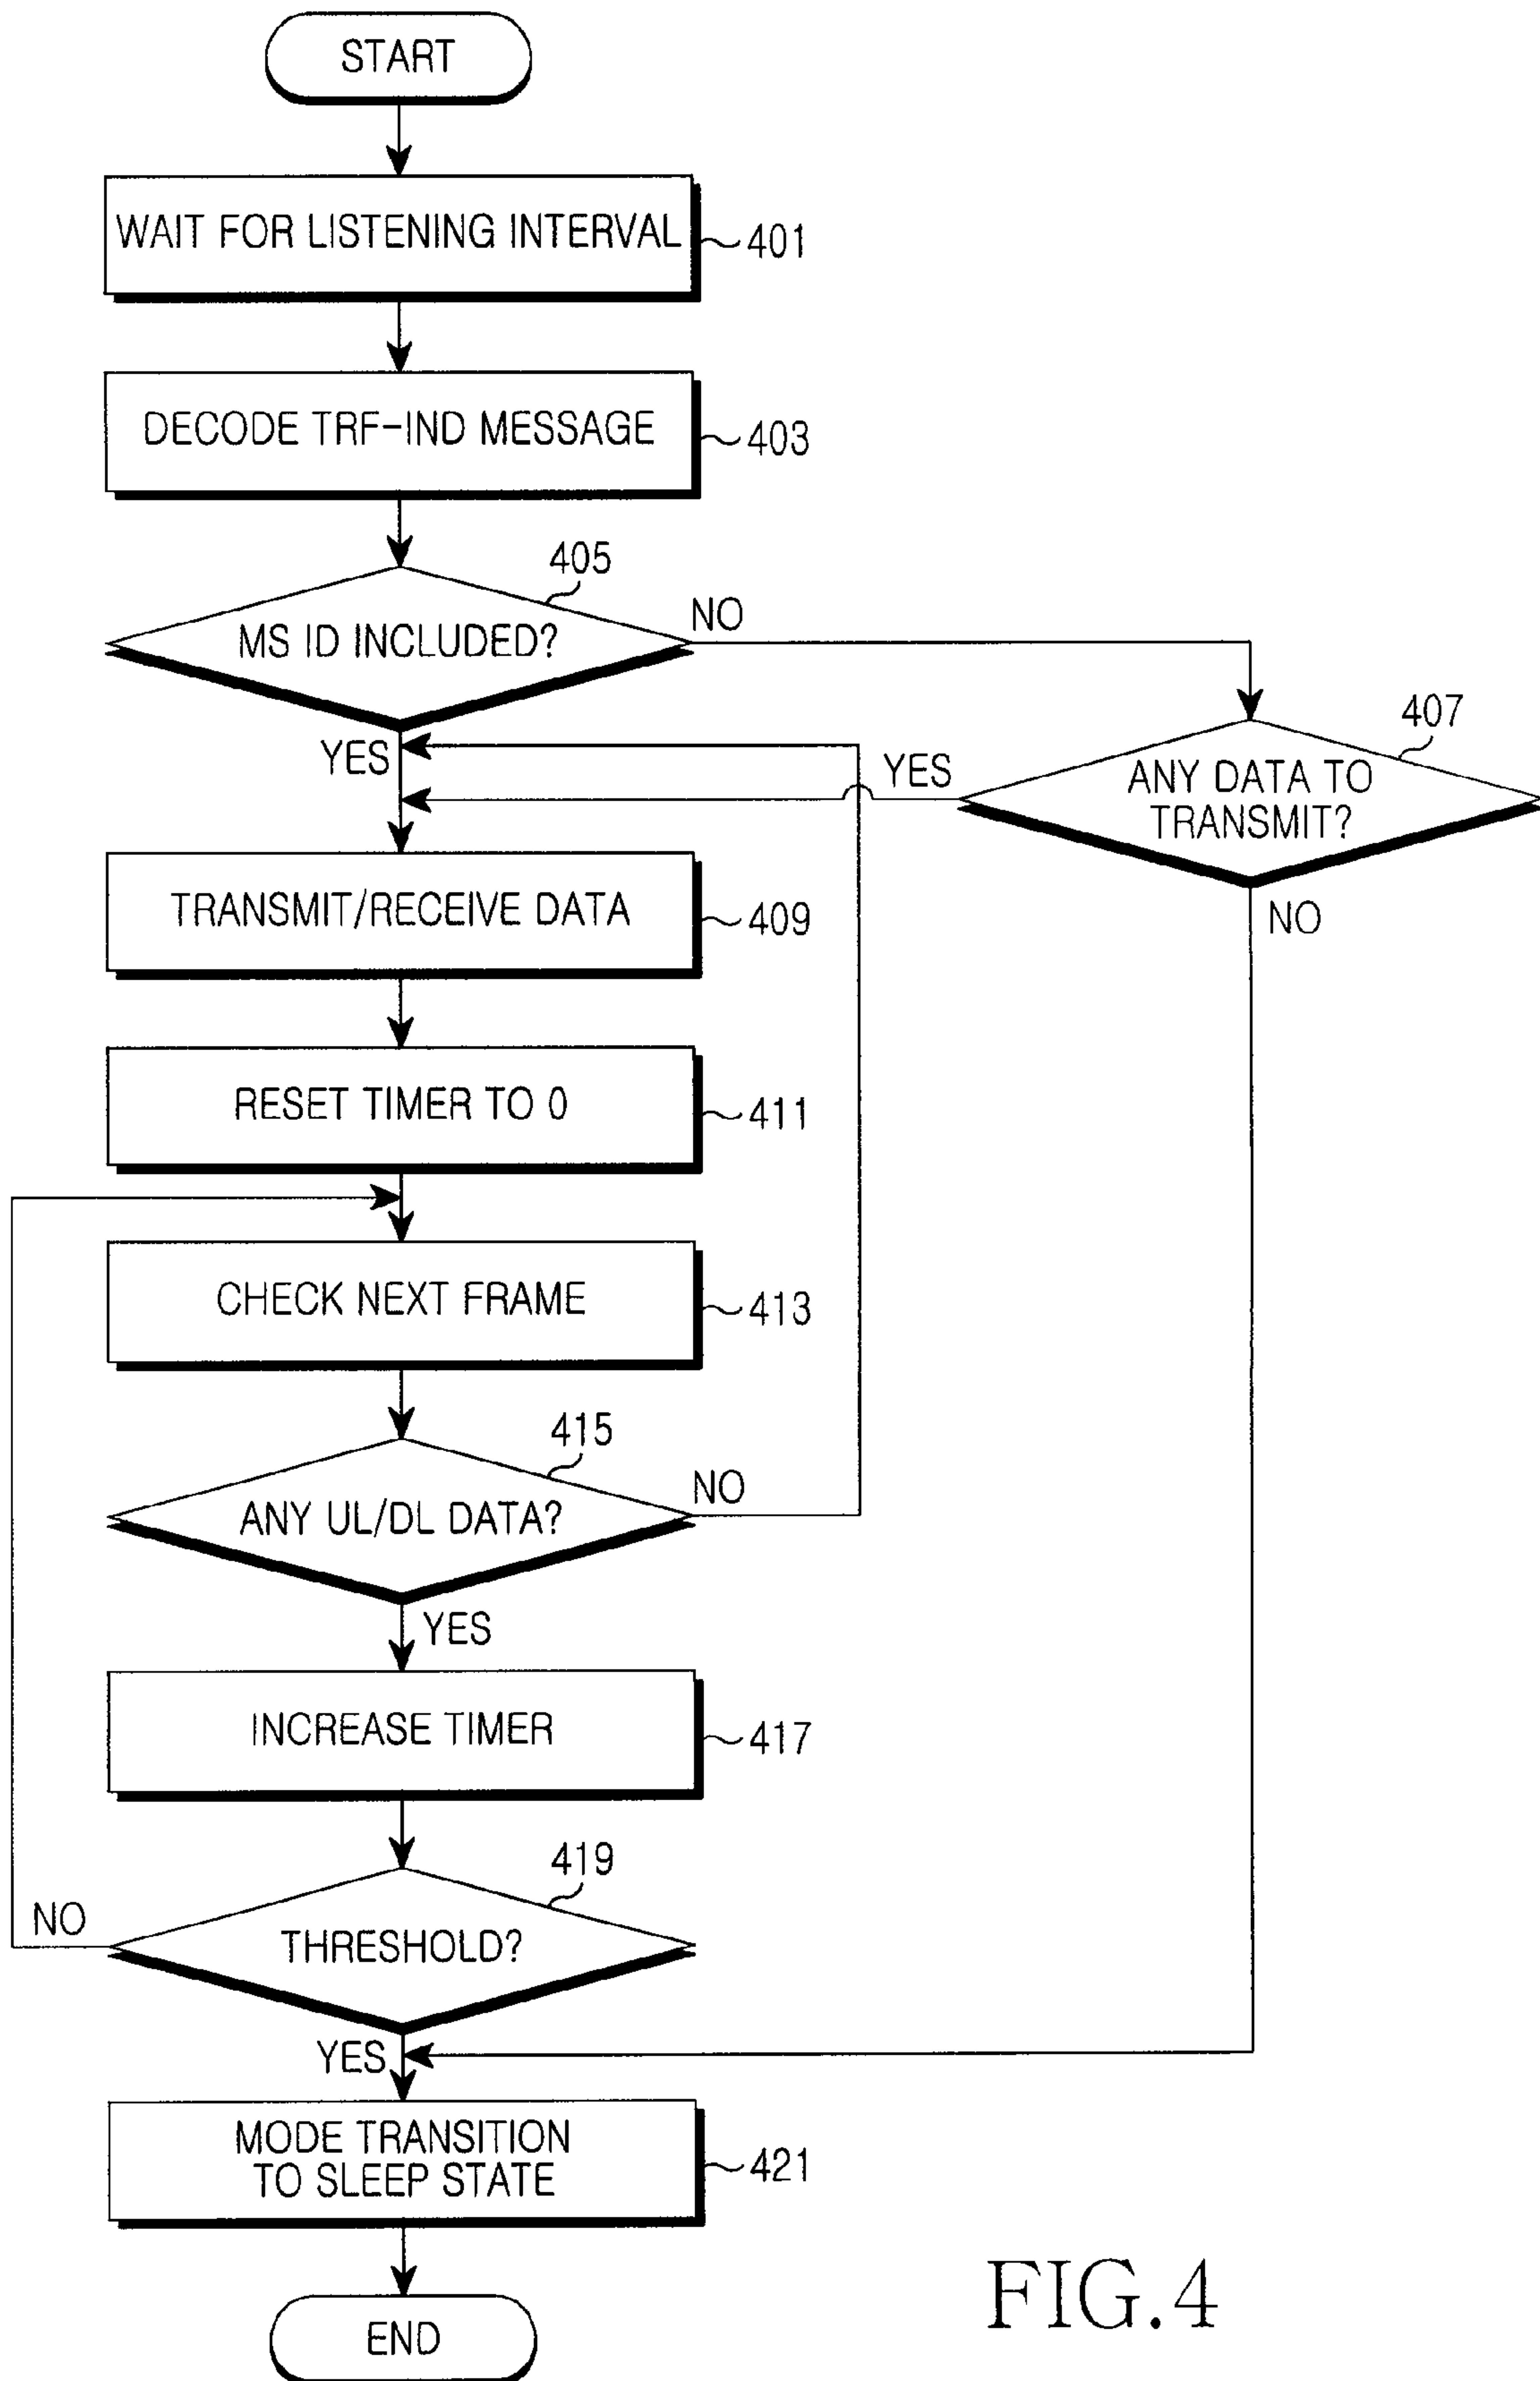 START
WAIT FOR LISTENING INTERVAL
401
DECODE TRF-IND MESSAGE
403
405
MS ID INCLUDED?
NO
407
YES
YES
ANY DATA TO
TRANSMIT?
NO
TRANSMIT/RECEIVE DATA
409
RESET TIMER TO 0
411
CHECK NEXT FRAME
413
415
ANY UL/DL DATA?
NO
YES
INCREASE TIMER
417
419
THRESHOLD?
NO
YES
MODE TRANSITION
TO SLEEP STATE
421
END
FIG.4